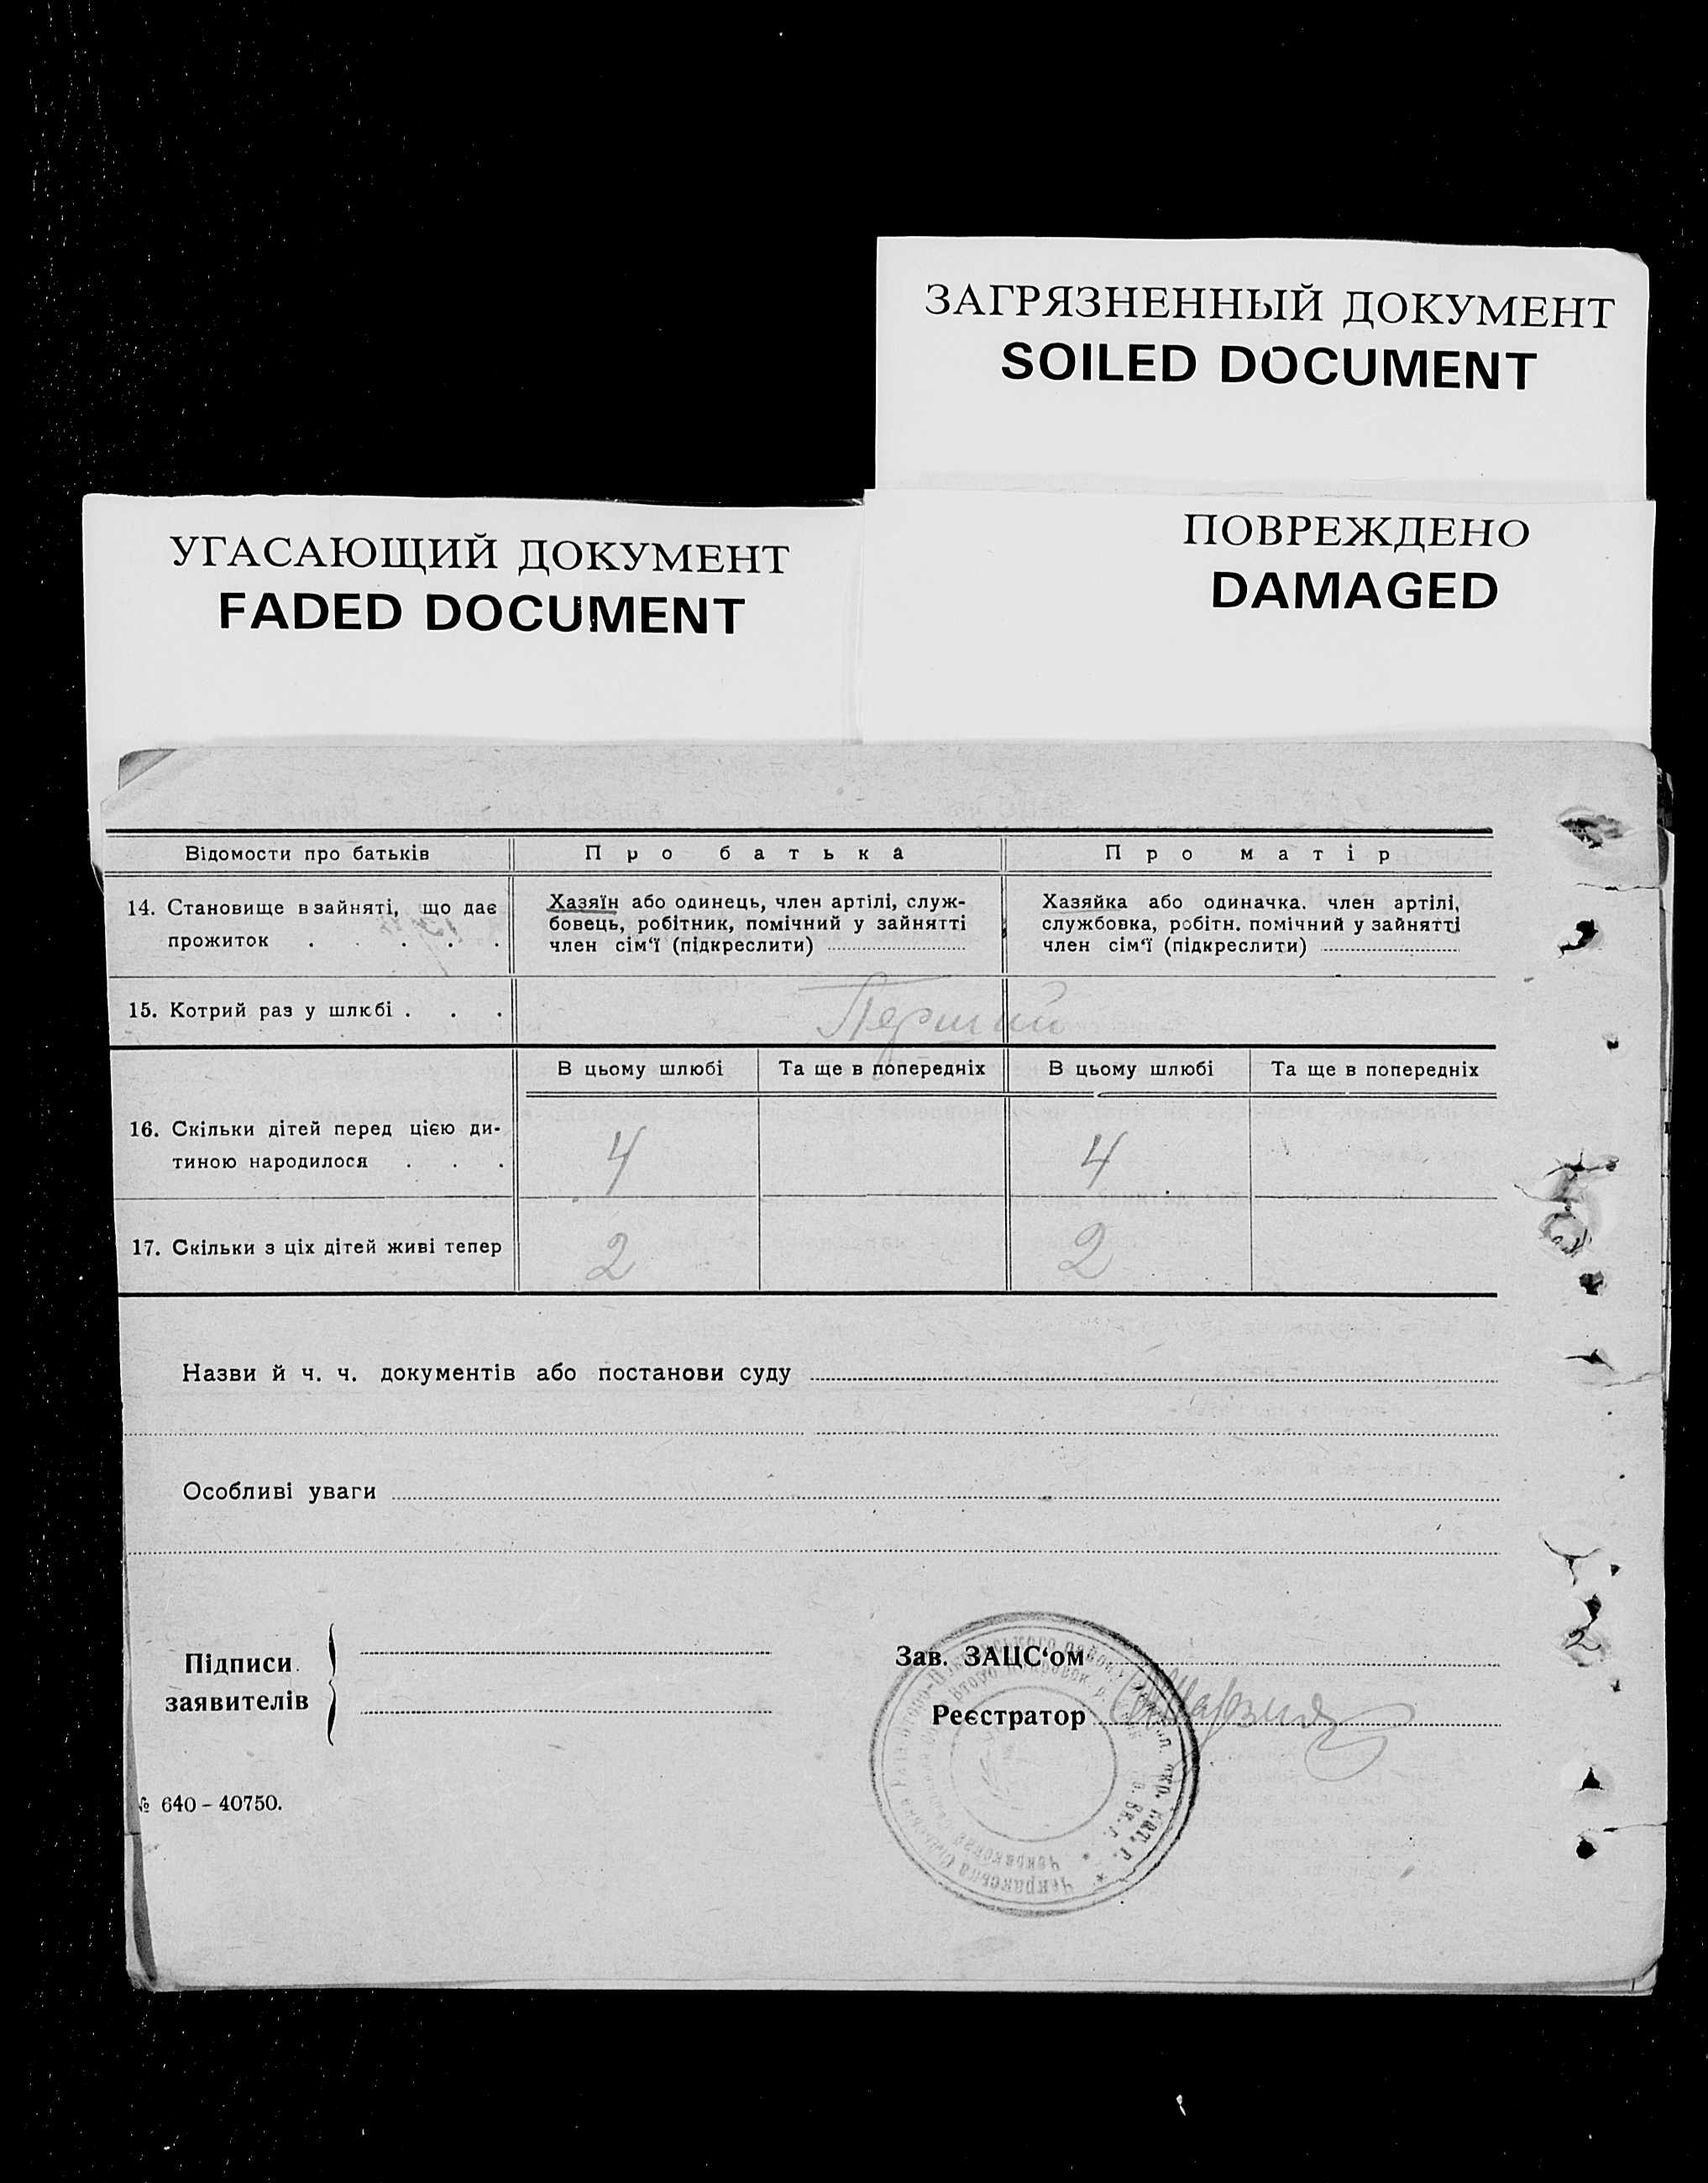 ЗАГРЯЗНЕННЫЙ ДОКУМЕНТ
SOILED DOCUMENT
УГАСАЮЩИЙ ДОКУМЕНТ
FADED DOCUMENT
ПОВРЕЖДЕНО
DAMAGED
Відомости про батьків
Про батька
Про матір
14. Становище в зайняті, що дає
прожиток . . . . .
Хазяїн або одинець, член артілі, служ-
бовець, робітник, помічний у зайнятті
член сім‘ї (підкреслити)
Хазяйка або одиначка. член артілі,
службовка, робітн. помічний у зайнятті
член сім‘ї (підкреслити)
15. Котрий раз у шлюбі . . .
Перший
В цьому шлюбі
Та ще в попередніх
В цьому шлюбі
Та ще в попередніх
16. Скільки дітей перед цією ди-
тиною народилося . . .
4
4
17. Скільки з ціх дітей живі тепер
2
2
Назви й ч. ч. документів або постанови суду
Особливі уваги
Підписи
заявителів
Зав. ЗАЦС‘ом
Реєстратор
№ 640 – 40750.